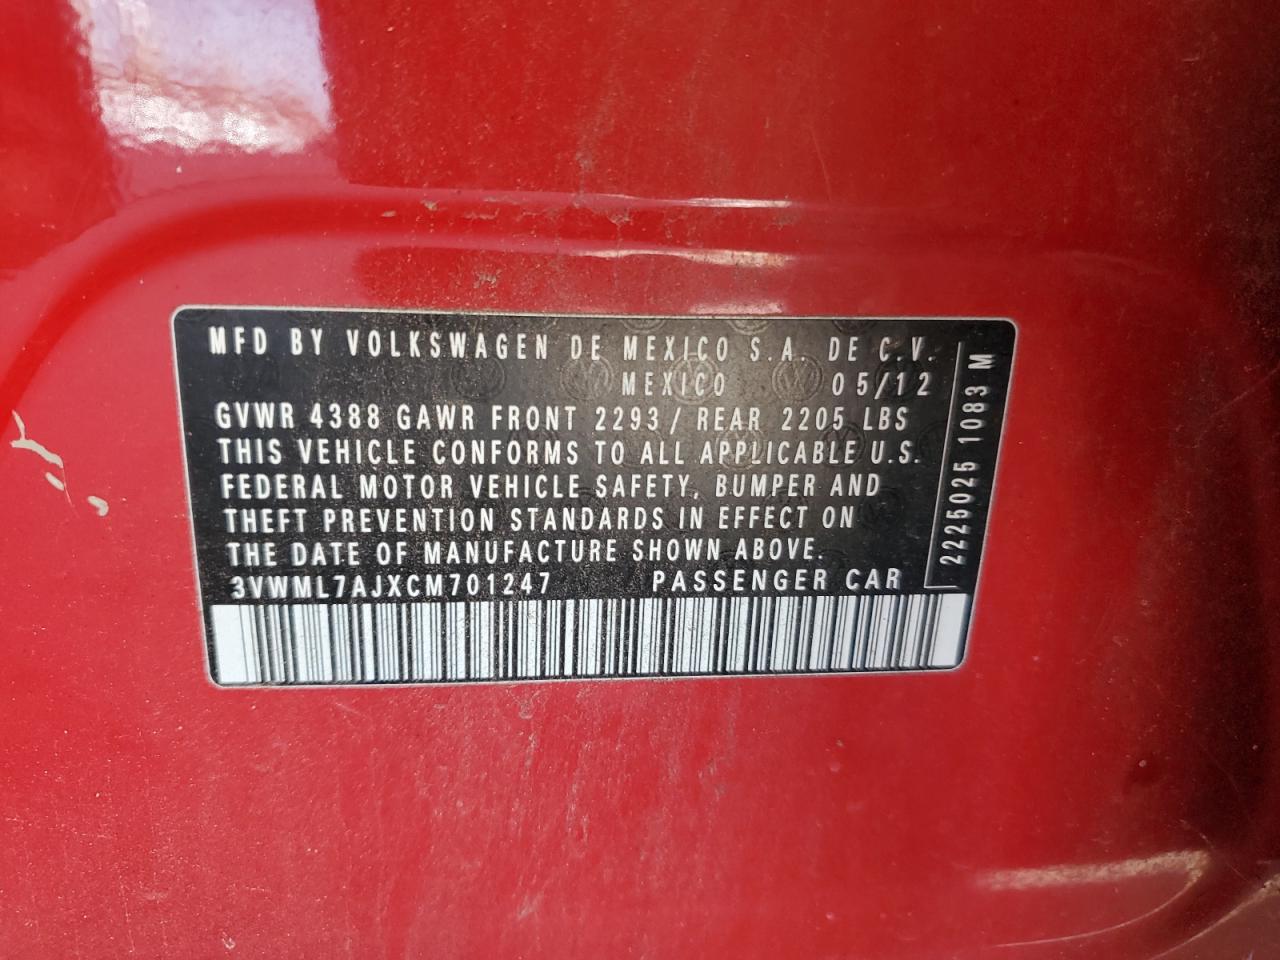 MFD BY VOLKSWAGEN DE MEXICO S.A. DE C.V.
MEXICO 05/12
GVWR 4388 GAWR FRONT 2293 / REAR 2205 LBS
THIS VEHICLE CONFORMS TO ALL APPLICABLE U.S.
FEDERAL MOTOR VEHICLE SAFETY, BUMPER AND
THEFT PREVENTION STANDARDS IN EFFECT ON
THE DATE OF MANUFACTURE SHOWN ABOVE.
3VWML7AJXCM701247 PASSENGER CAR
2225025 1083 M